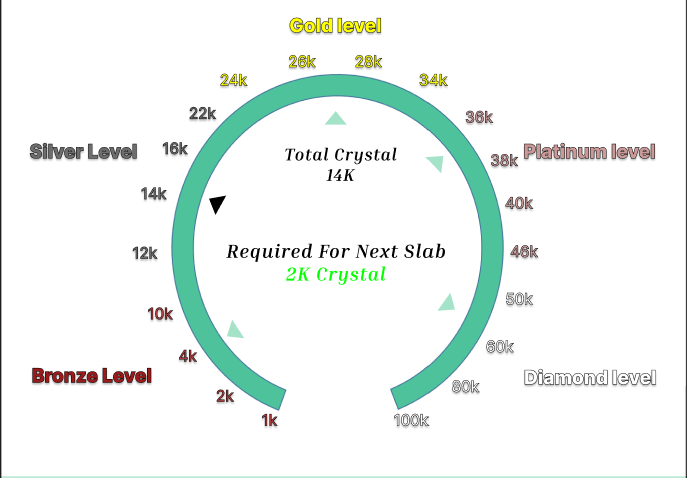 Gold level
26k
28k
24k
34k
22k
36k
Silver Level
16k
Total Crystal
14K
38k
Platinum level
14k
40k
12k
Required For Next Slab
2K Crystal
46k
50k
10k
60k
4k
Bronze Level
Diamond level
2k
80k
1k
100k